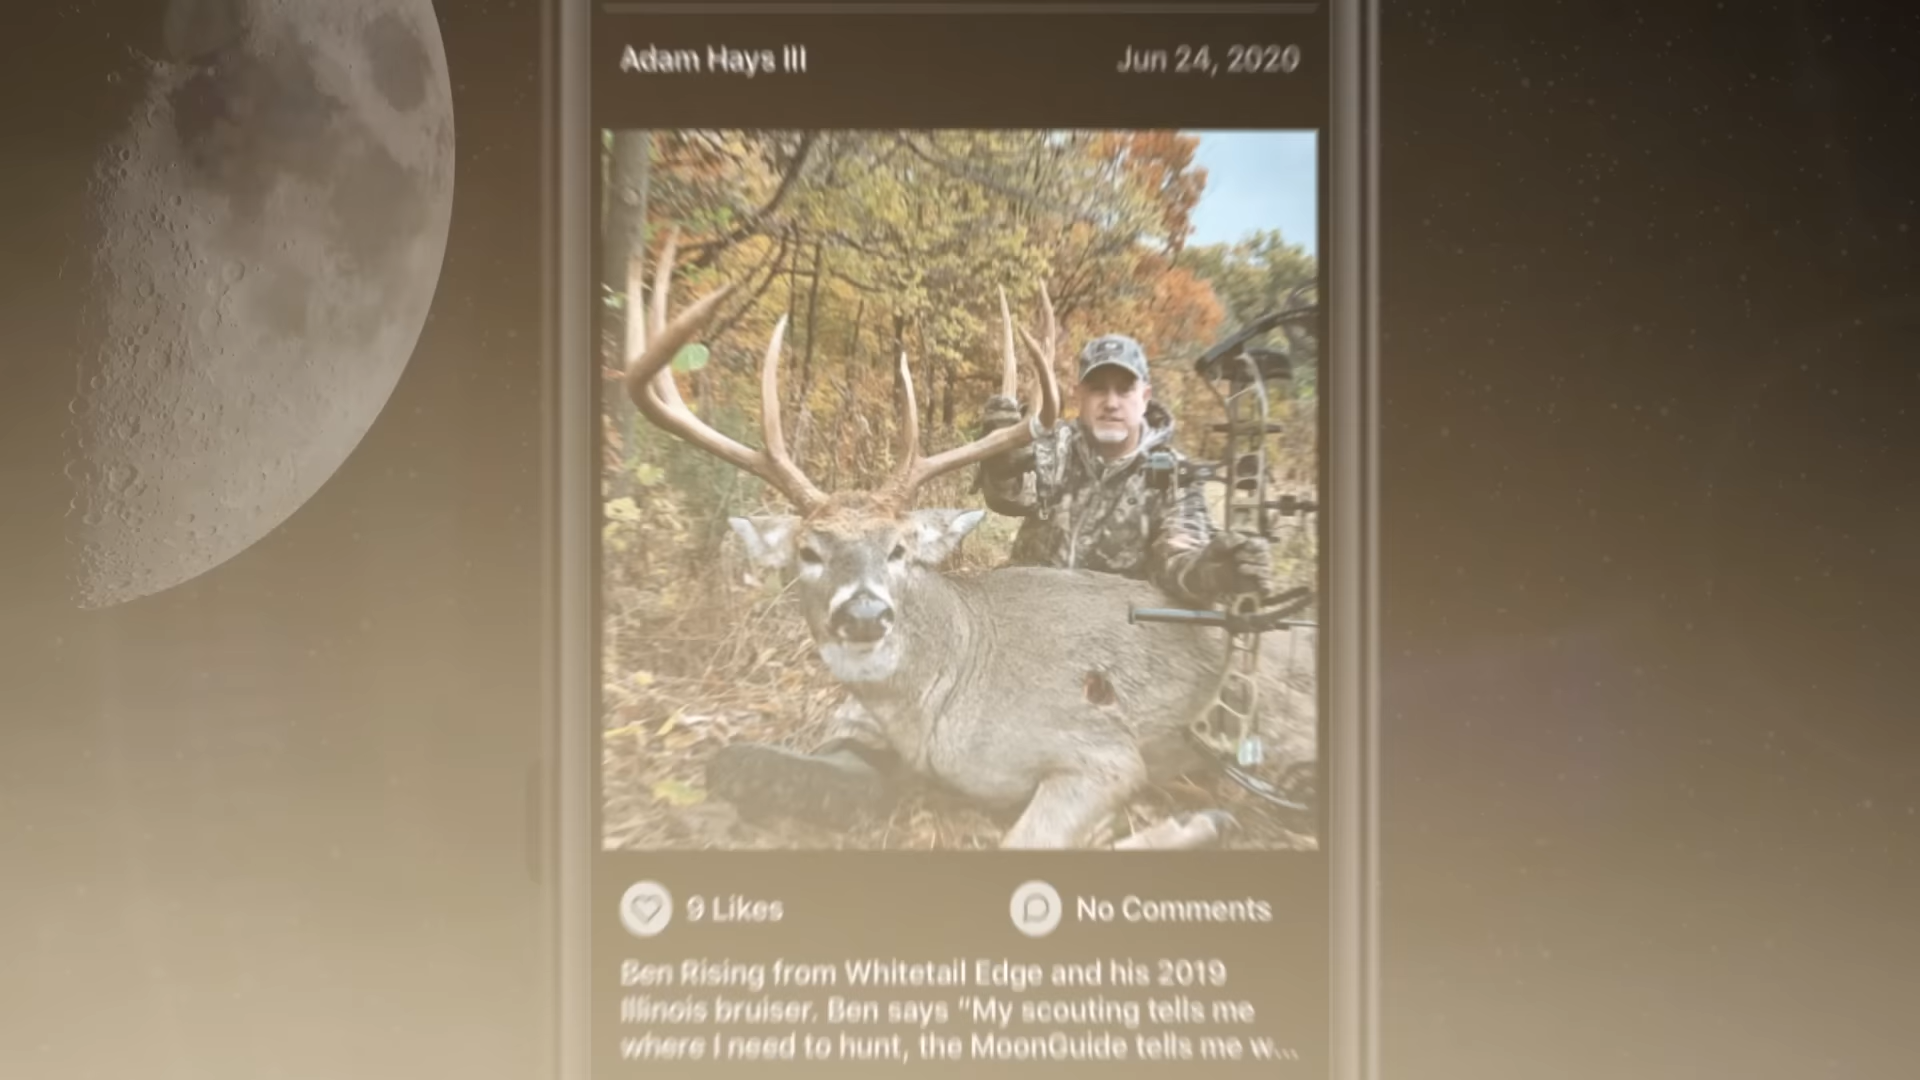 Adam Hays III
Jun 24, 2020
9 Likes
No Comments
Ben Rising from Whitetail Edge and his 2019
Illinois bruiser. Ben says "My scouting tells me
where I need to hunt, the MoonGuide tells me w...